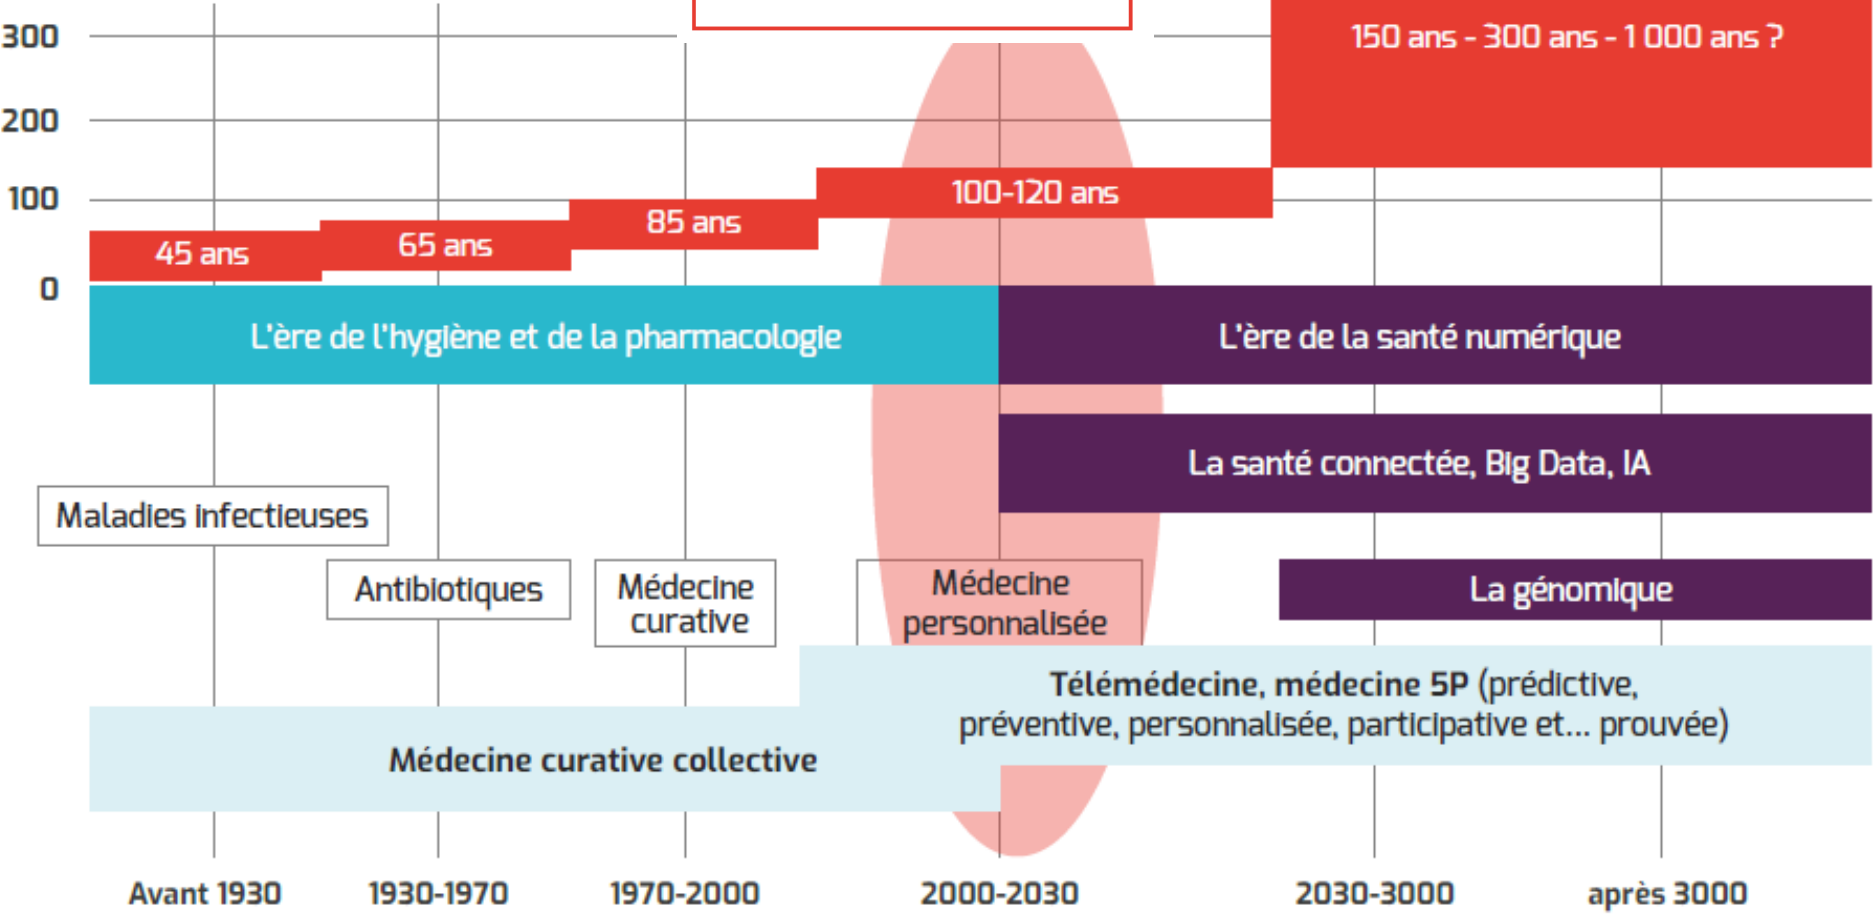 300
150 ans - 300 ans - 1 000 ans ?
200
100
100-120 ans
85 ans
65 ans
45 ans
0
L'ère de l'hygiène et de la pharmacologie
L'ère de la santé numérique
La santé connectée, Big Data, IA
Maladies infectieuses
Antibiotiques
Médecine
curative
Médecine
personnalisée
La génomique
Télémédecine, médecine 5P (prédictive,
préventive, personnalisée, participative et... prouvée)
Médecine curative collective
Avant 1930
1930-1970
1970-2000
2000-2030
2030-3000
après 3000